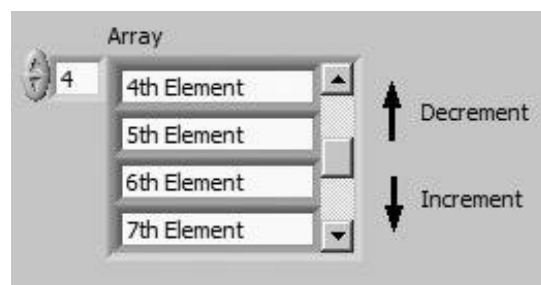 Array
4
4th Element
5th Element
6th Element
7th Element
Decrement
Increment